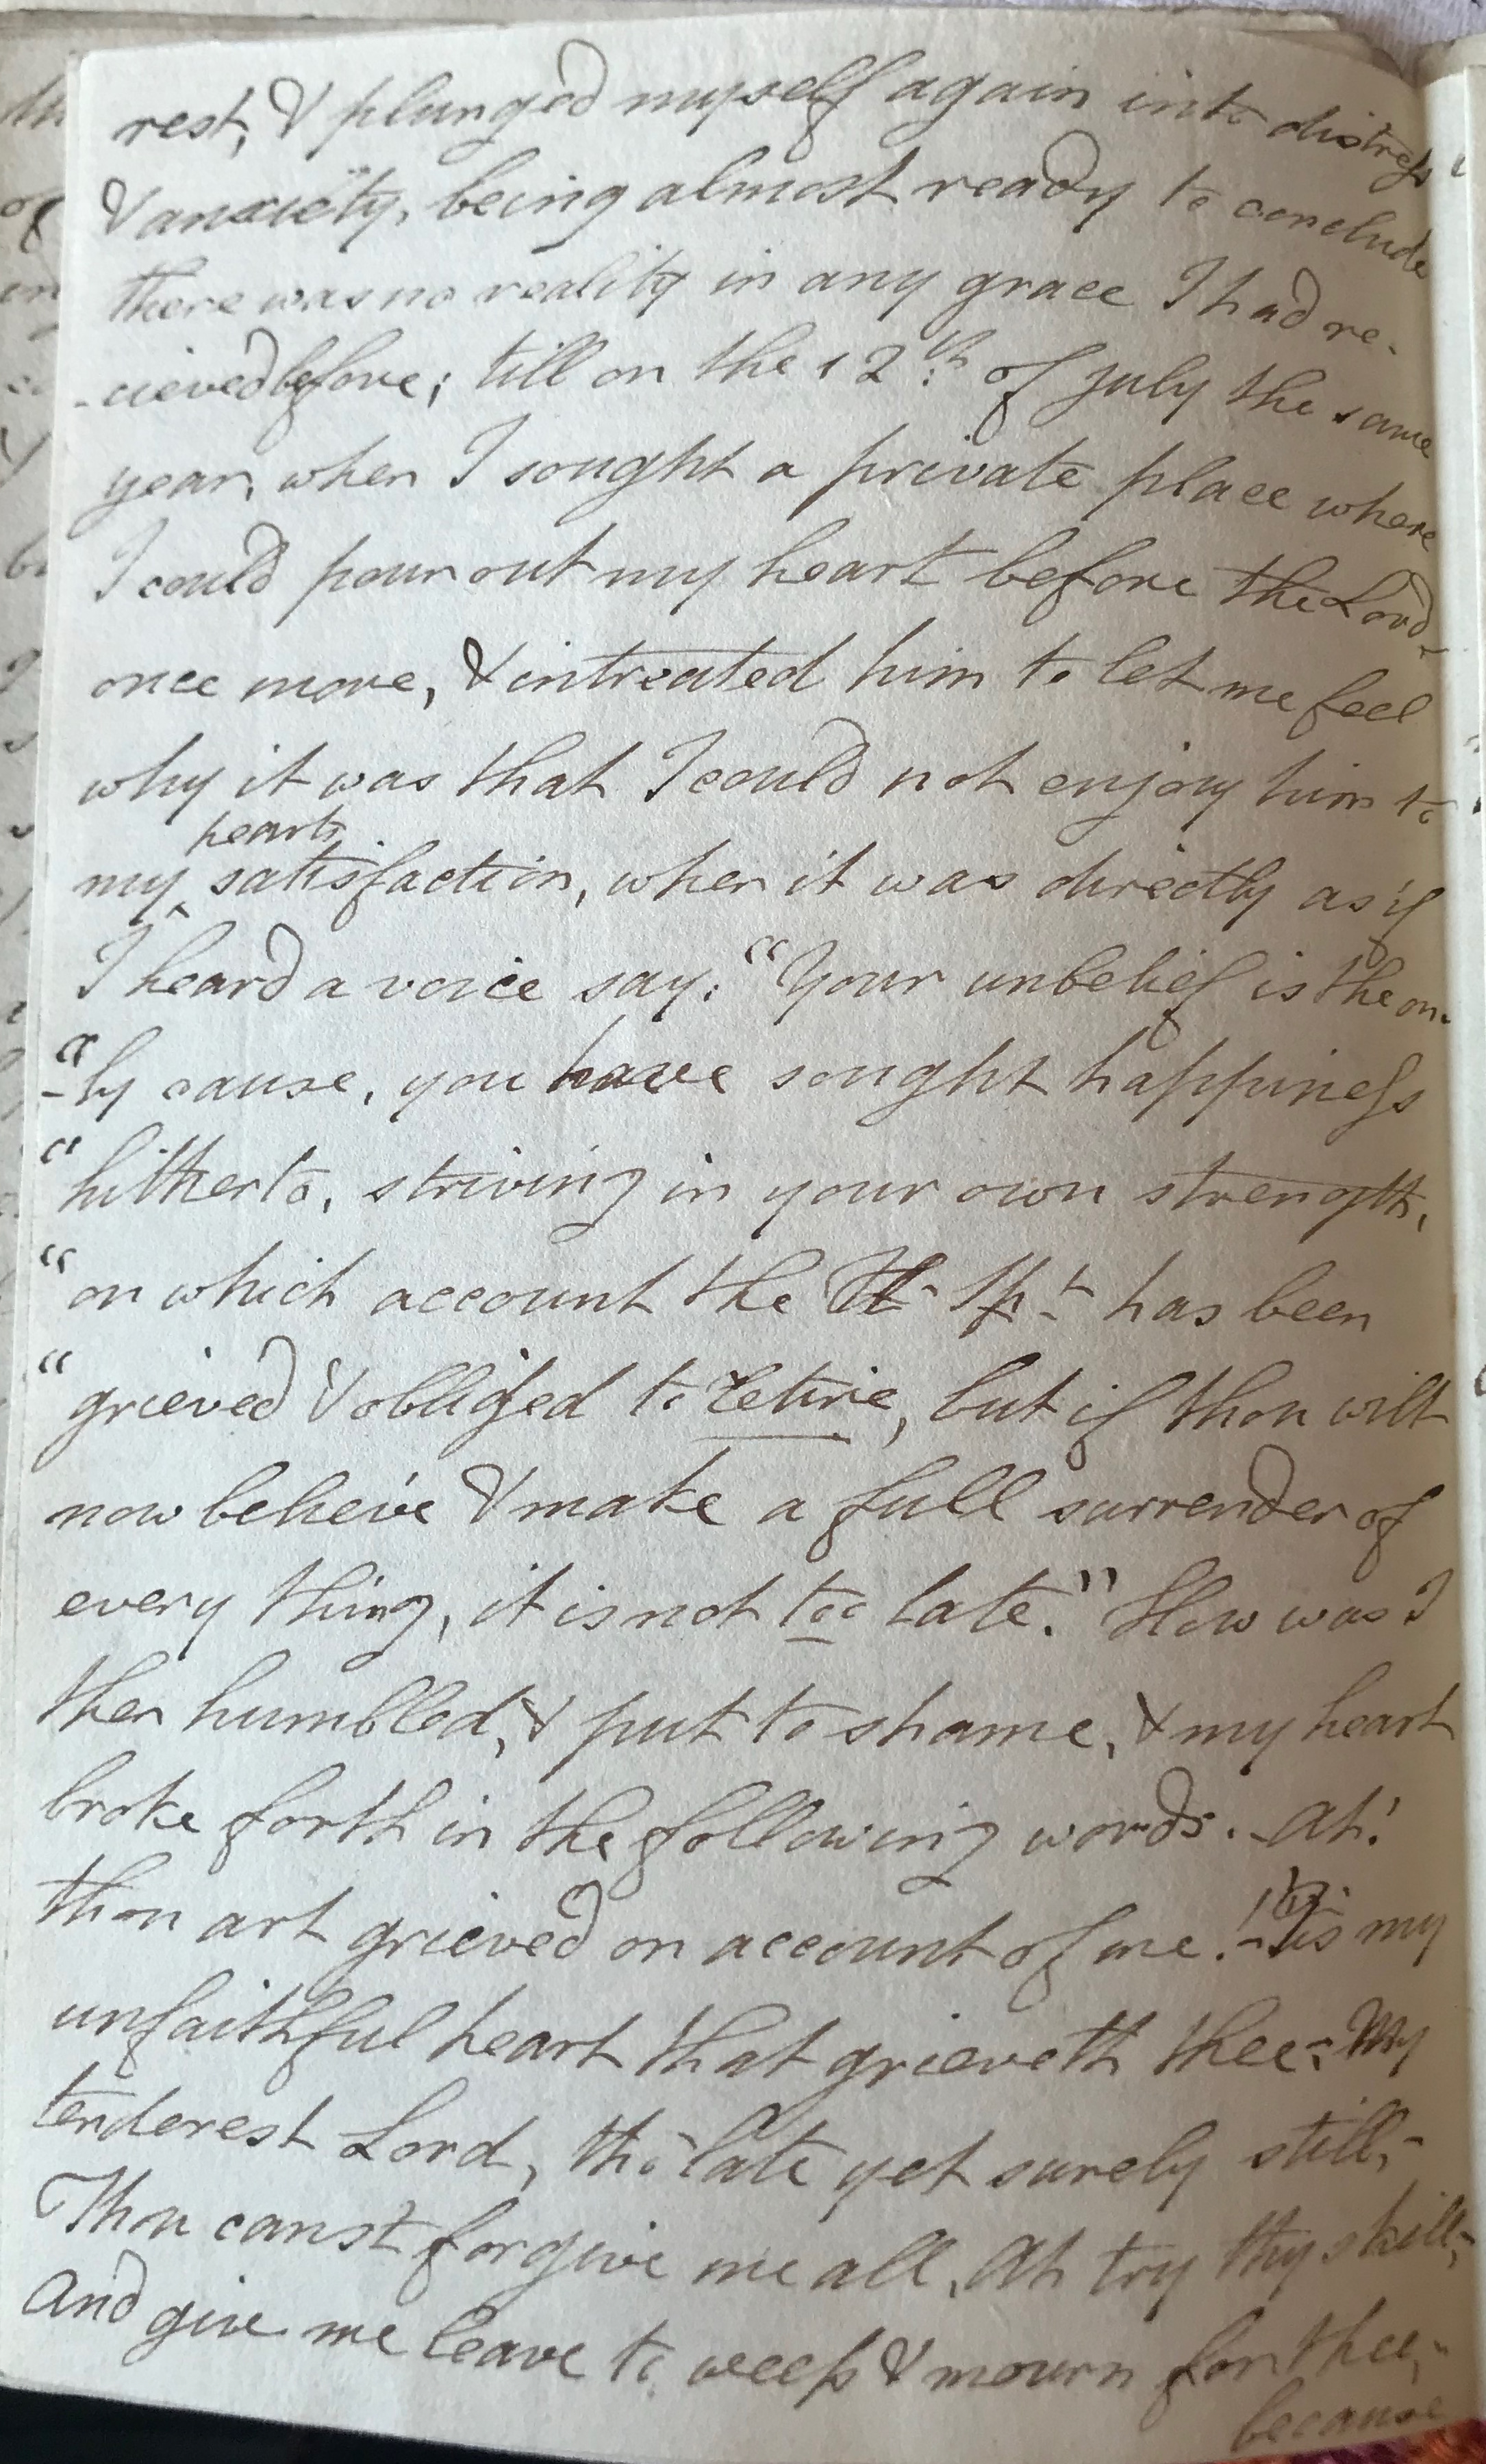 rest, & plunged myself again into distress
& anxiety, being almost ready to conclude
there was no reality in any grace I had re-
-cieved before; till on the 12th of July the same
year, when I sought a private place where
I could pour out my heart before the Lord
once more, & intreated him to let me feel
why it was that I could not enjoy him to
hearts
my ^ satisfaction, when it was directly as if
I heard a voice say: "Your unbelief is the on-
"-ly cause, you have sought happiness
"hitherto, striving in your own strength,
"on which account the H- Spt has been
"grieved & obliged to retire, but if thou wilt
now believe & make a full surrender of
every thing, it is not too late." How was I
then humbled, & put to shame, & my heart
broke forth in the following words. - Ah!
thou art grieved on account of me! - 'tis my
unfaithful heart that grieveth thee: My
tenderest Lord, tho' late yet surely still,-
Thou canst forgive me all, Ah try thy skill,-
And give me leave to weep & mourn for thee,-
because